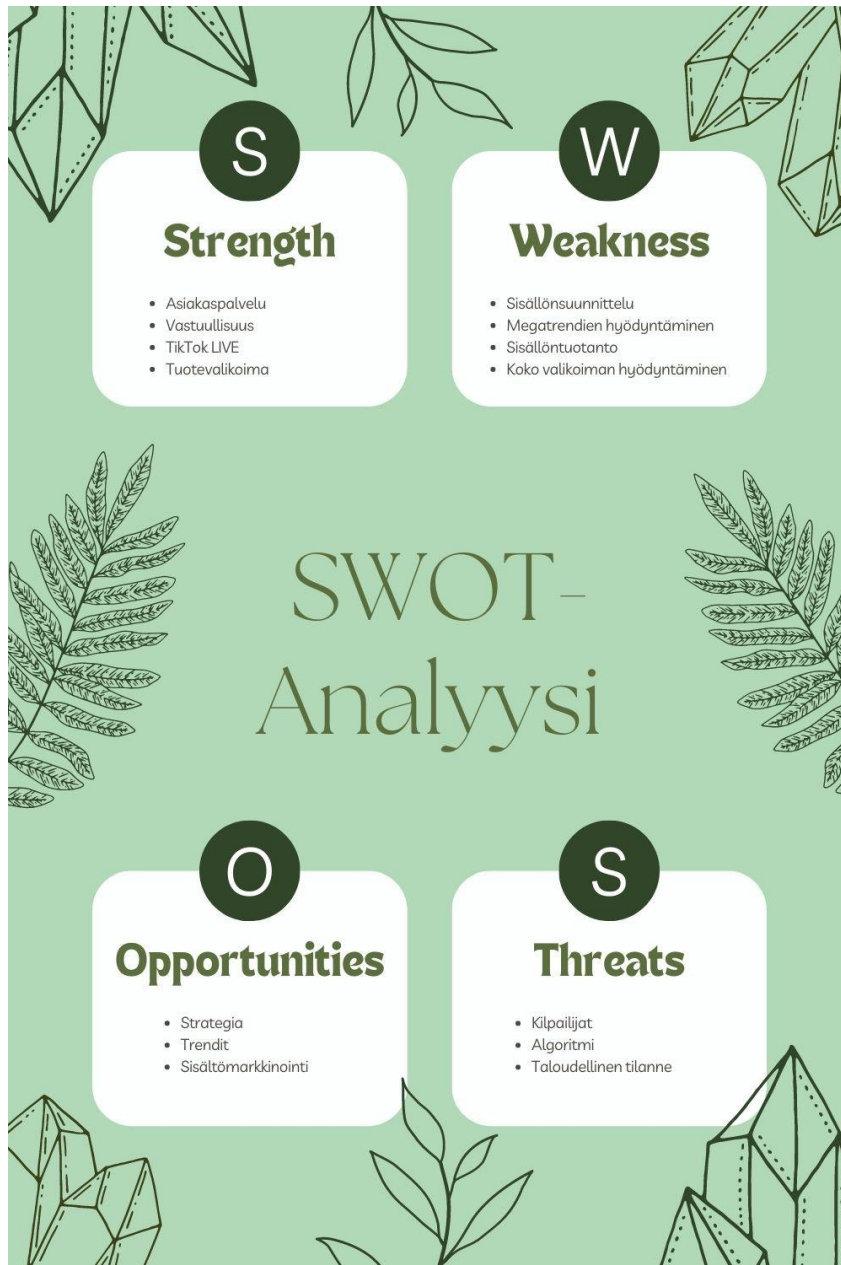 S
Strength
• Asiakaspalvelu
• Vastuullisuus
• TikTok LIVE
• Tuotevalikoima
W
Weakness
• Sisällönsuunnittelu
• Megatrendien hyödyntäminen
• Sisällöntuotanto
• Koko valikoiman hyödyntäminen
SWOT-
Analyysi
O
Opportunities
• Strategia
• Trendit
• Sisältömarkkinointi
S
Threats
• Kilpailijat
• Algoritmi
• Taloudellinen tilanne